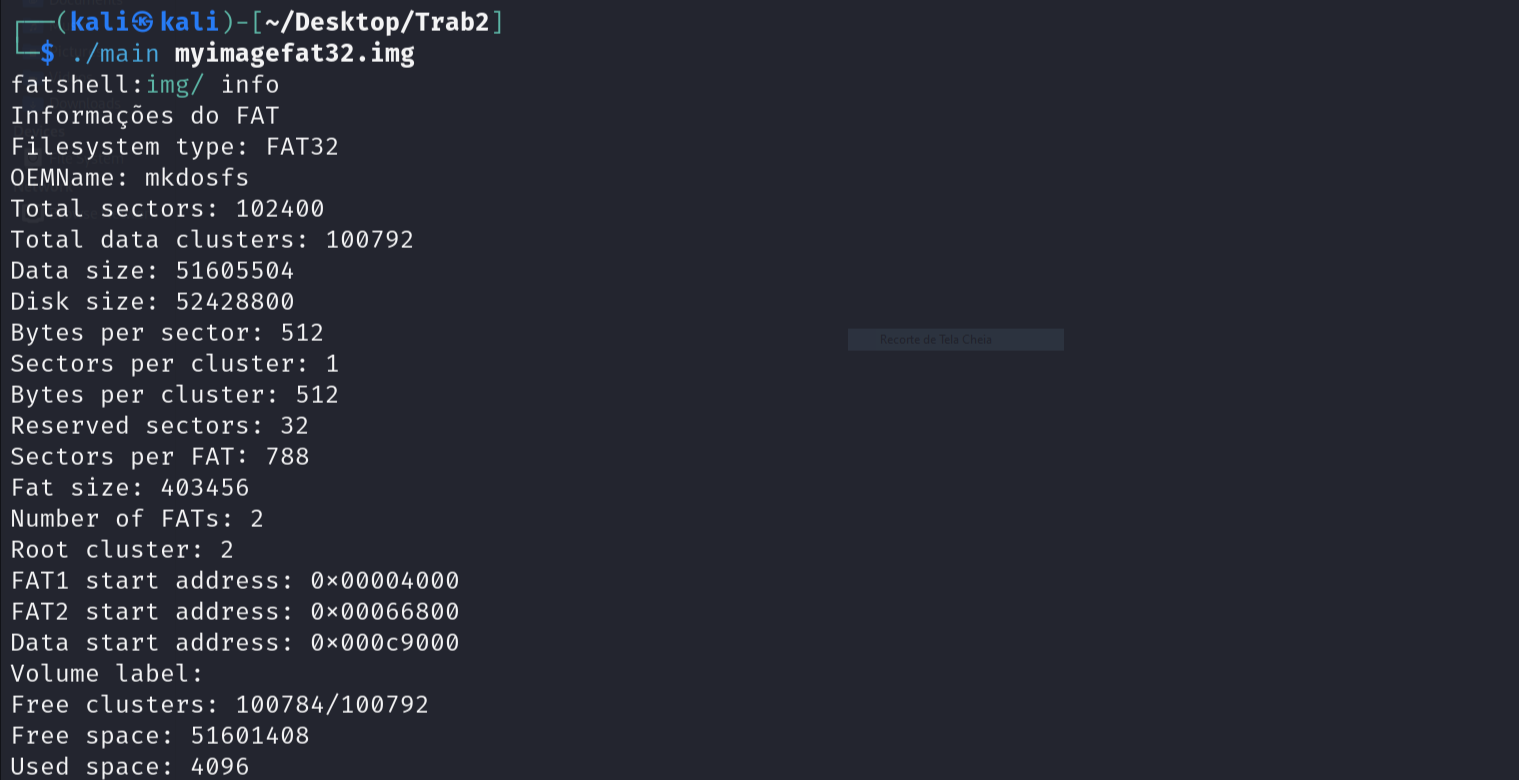 ┌──(kali㉿kali)-[~/Desktop/Trab2]
└─$ ./main myimagefat32.img
fatshell:img/ info
Informações do FAT
Filesystem type: FAT32
OEMName: mkdosfs
Total sectors: 102400
Total data clusters: 100792
Data size: 51605504
Disk size: 52428800
Bytes per sector: 512
Sectors per cluster: 1
Bytes per cluster: 512
Reserved sectors: 32
Sectors per FAT: 788
Fat size: 403456
Number of FATs: 2
Root cluster: 2
FAT1 start address: 0×00004000
FAT2 start address: 0×00066800
Data start address: 0×000c9000
Volume label:
Free clusters: 100784/100792
Free space: 51601408
Used space: 4096
Recorte de Tela Cheia